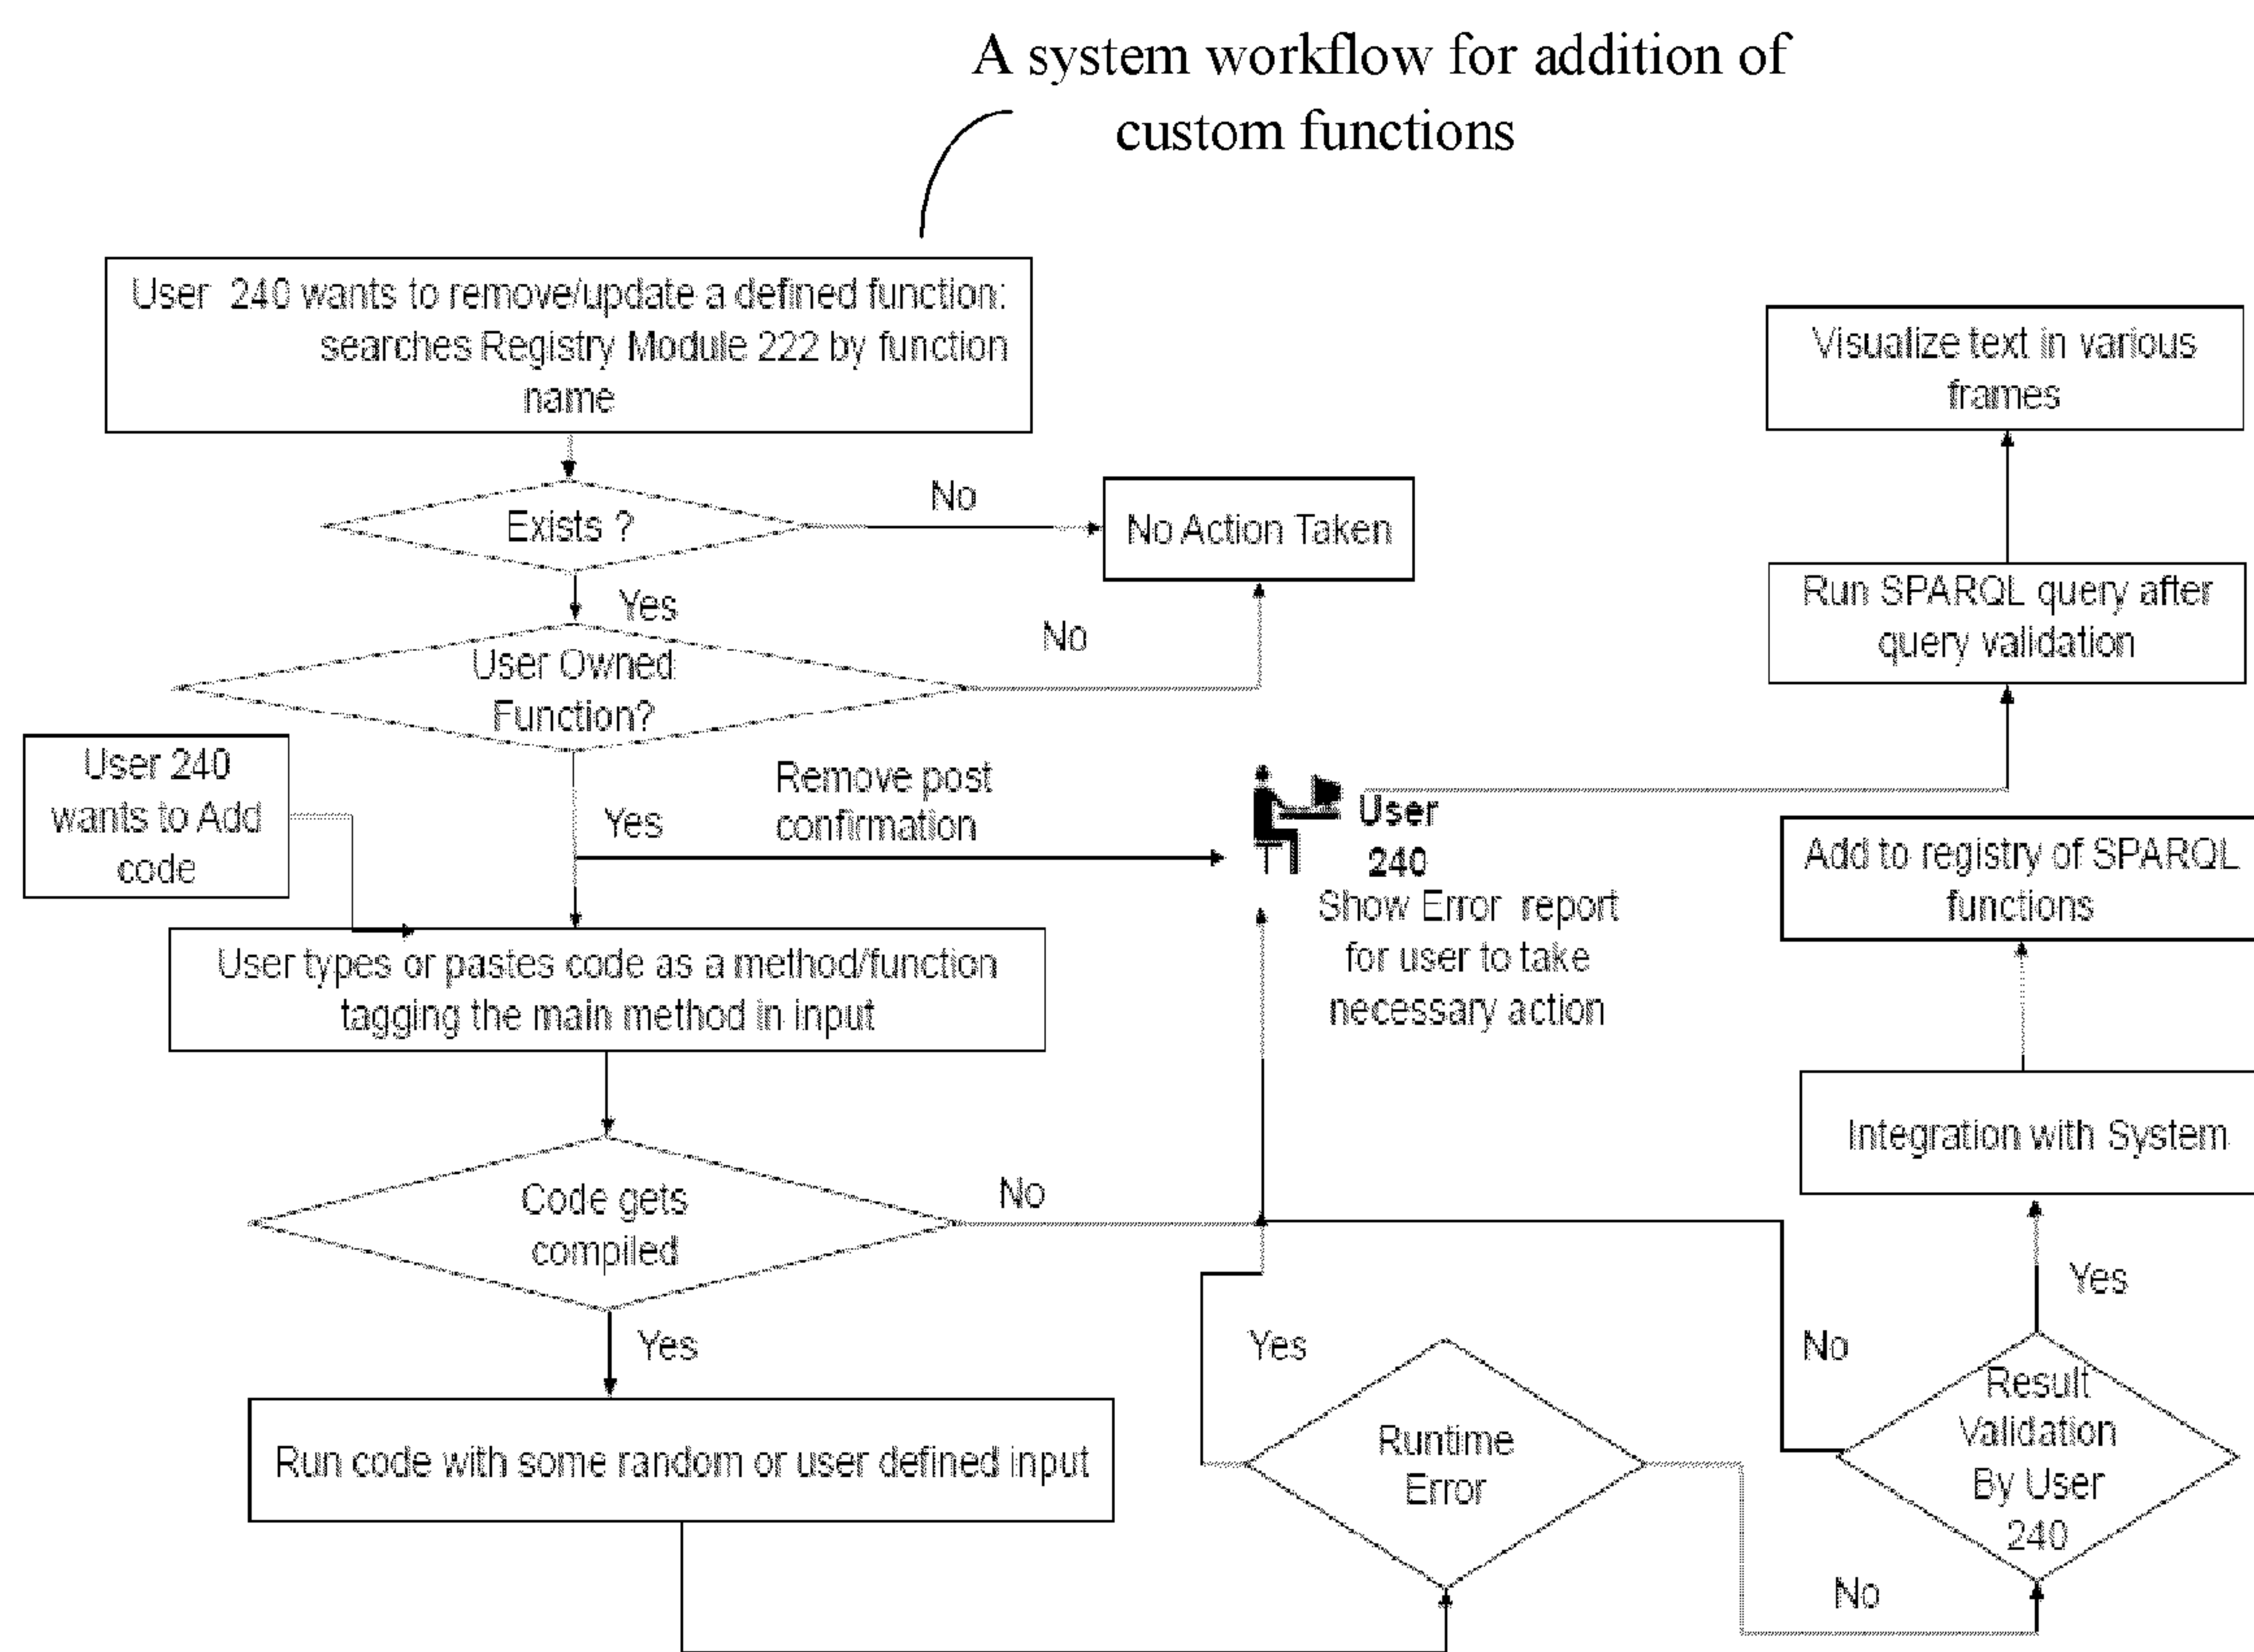 A system workflow for addition of
custom functions
User 240 wants to remove/update a defined function:
searches Registry Module 222 by function
name
Visualize text in various
frames
Exists ?
No
No Action Taken
Yes
Run SPARQL query after
query validation
User Owned
Function?
No
User 240
wants to Add
code
Yes
Remove post
confirmation
User
240
Show Error report
for user to take
necessary action
Add to registry of SPARQL
functions
User types or pastes code as a method/function
tagging the main method in input
Integration with System
Code gets
compiled
No
Yes
Yes
Run code with some random or user defined input
Yes
Runtime
Error
No
No
Result
Validation
By User
240